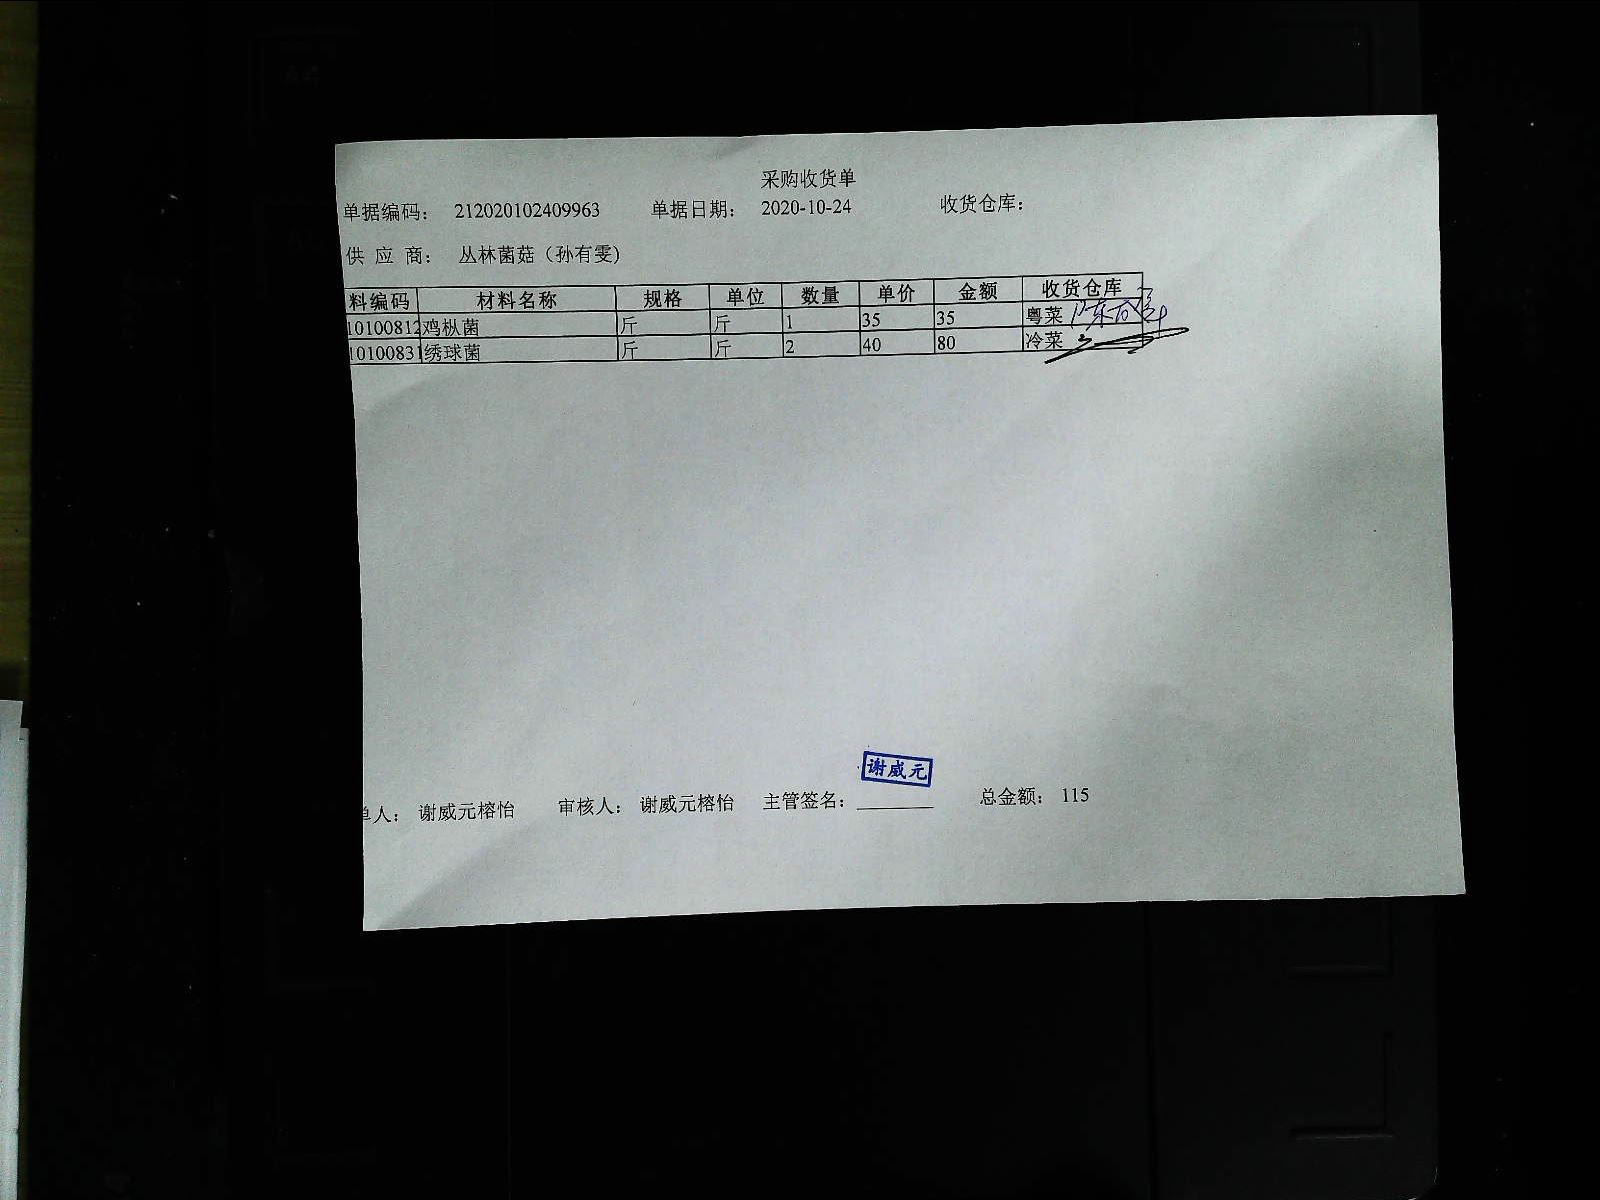 采购收货单
单据编码： 212020102409963 单据日期： 2020-10-24 收货仓库：
供 应 商： 丛林菌菇（孙有雯)
料编码 材料名称 规格 单位 数量 单价 金额 收货仓库
10100812 鸡枞菌 斤 斤 1 35 35 粤菜
10100831 绣球菌 斤 斤 2 40 80 冷菜
谢威元
单人： 谢威元榕怡 审核人： 谢威元榕怡 主管签名：________ 总金额： 115